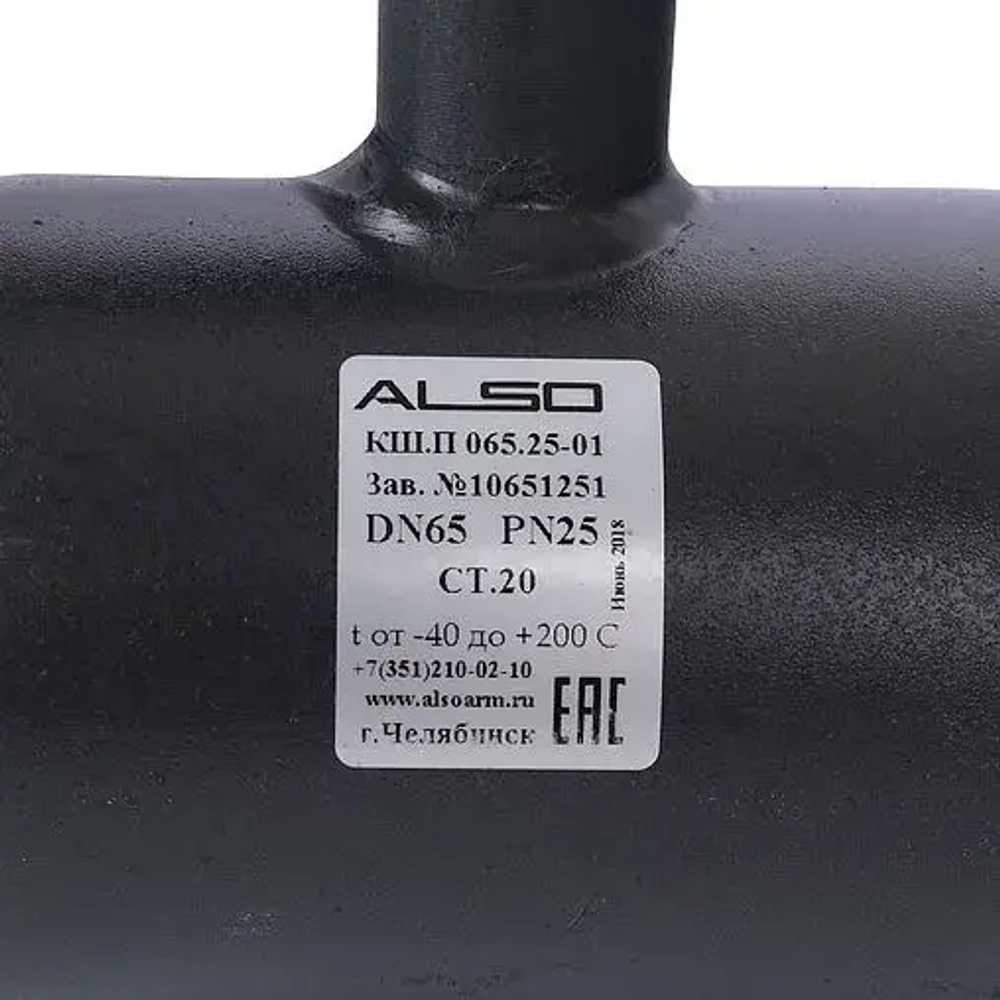 ALSO
КШ.П 065.25-01
Зав. №10651251
DN65 PN25
Июнь 2018
СТ.20
t от -40 до +200 С
+7(351)210-02-10
www.alsoarm.ru
г.Челябинск
EAC